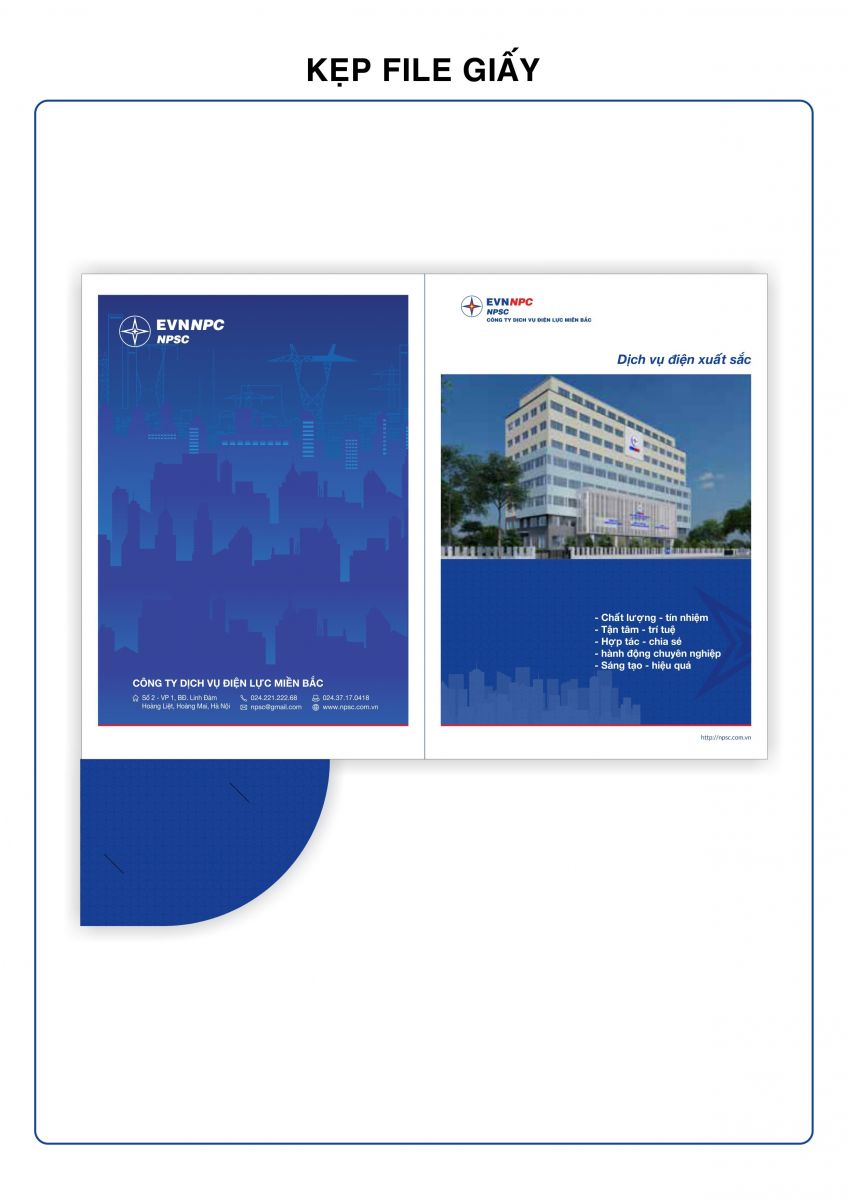 KẸP FILE GIẤY
EVNNPC
NPSC
CÔNG TY DỊCH VỤ ĐIỆN LỰC MIỀN BẮC
Số 2 - VP 1, BĐ. Linh Đàm
Hoàng Liệt, Hoàng Mai, Hà Nội
024.221.222.68
npsc@gmail.com
024.37.17.0418
www.npsc.com.vn
EVNNPC
NPSC
CÔNG TY DỊCH VỤ ĐIỆN LỰC MIỀN BẮC
Dịch vụ điện xuất sắc
- Chất lượng - tín nhiệm
- Tận tâm - trí tuệ
- Hợp tác - chia sẻ
- hành động chuyên nghiệp
- Sáng tạo - hiệu quả
http://npsc.com.vn